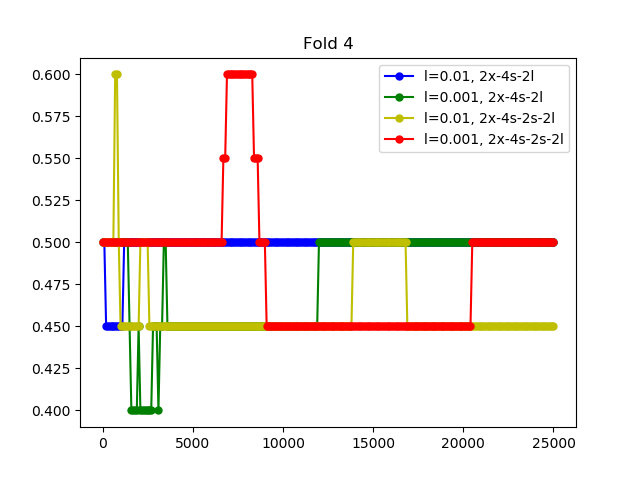 Fold 4
0.600
0.575
0.550
0.525
0.500
0.475
0.450
0.425
0.400
l=0.01, 2x-4s-2l
l=0.001, 2x-4s-2l
l=0.01, 2x-4s-2s-2l
l=0.001, 2x-4s-2s-2l
0 5000 10000 15000 20000 25000